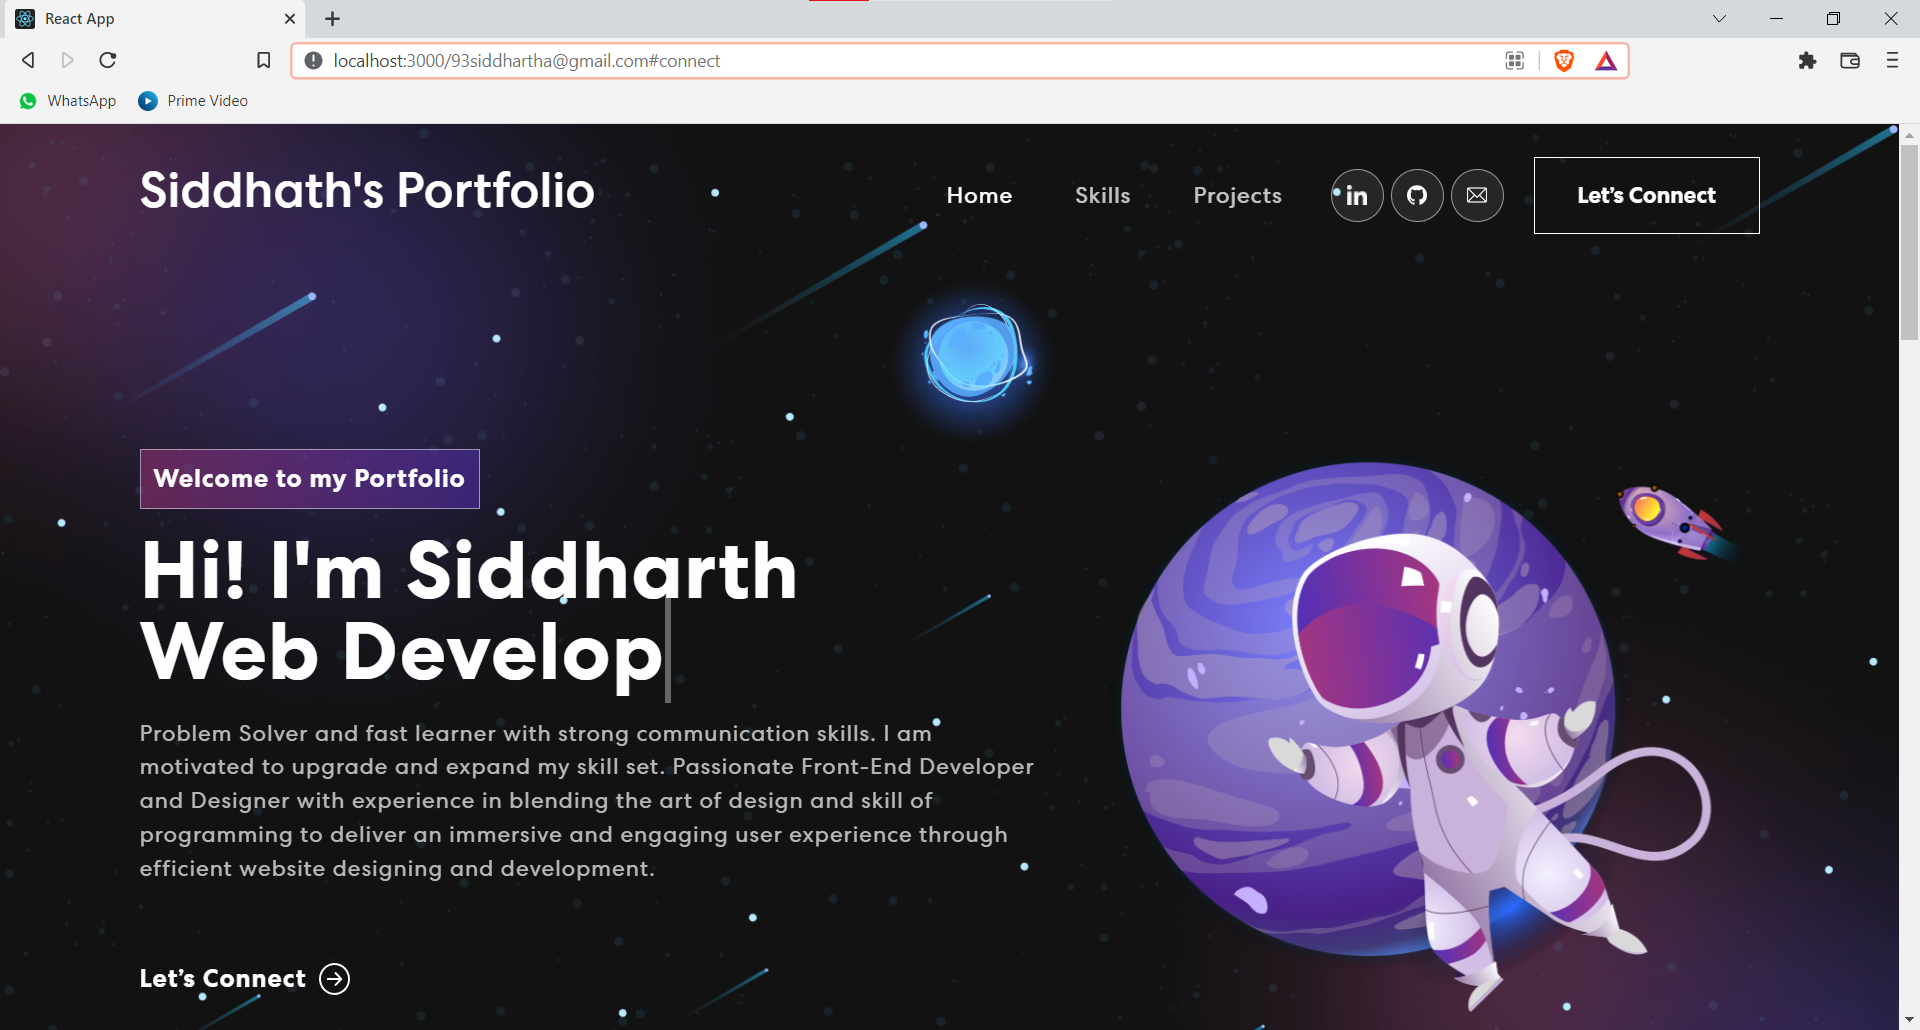 React App
localhost:3000/93siddhartha@gmail.com#connect
WhatsApp
Prime Video
Siddhath's Portfolio
Home
Skills
Projects
in
Let's Connect
Welcome to my Portfolio
Hi! I'm Siddharth
Web Develop
Problem Solver and fast learner with strong communication skills. I am
motivated to upgrade and expand my skill set. Passionate Front-End Developer
and Designer with experience in blending the art of design and skill of
programming to deliver an immersive and engaging user experience through
efficient website designing and development.
Let's Connect